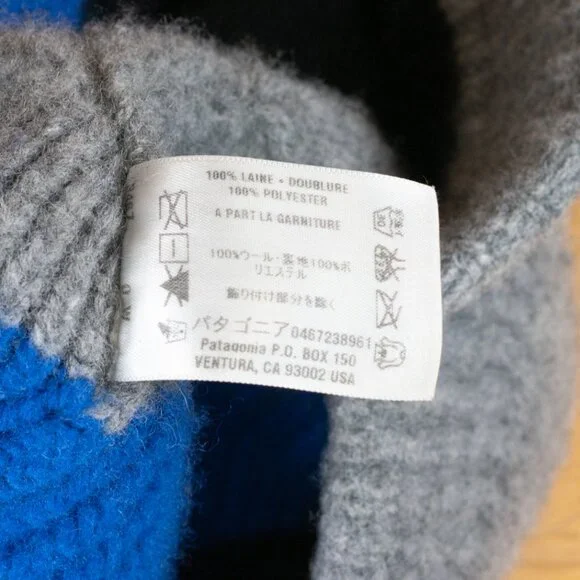 100% LAINE • DOUBLURE
100% POLYESTER
A PART LA GARNITURE
100%ウール・裏地100%ポ
リエステル
飾り付け部分を除く
パタゴニア0467238961
Patagonia P.O. BOX 150
VENTURA, CA 93002 USA